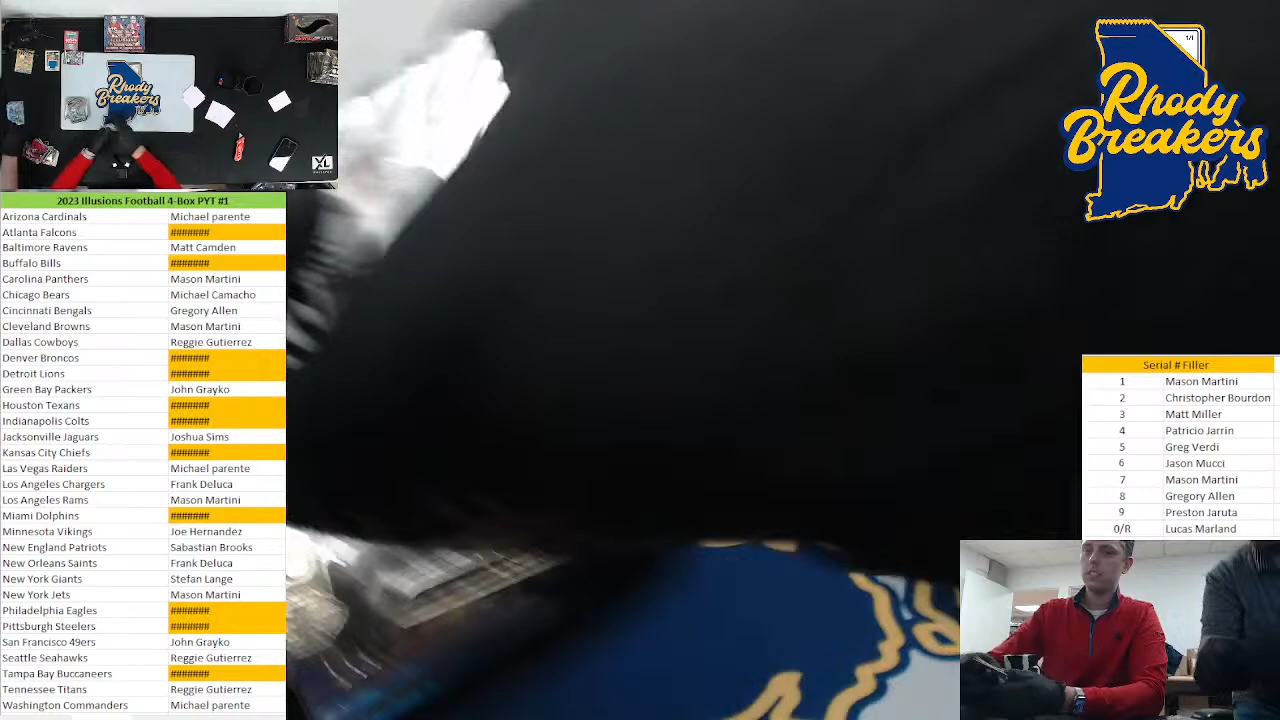 Rhody
Breakers
XL
2023 Illusions Football 4-Box PYT #1
Arizona Cardinals Michael parente
Atlanta Falcons #######
Baltimore Ravens Matt Camden
Buffalo Bills #######
Carolina Panthers Mason Martini
Chicago Bears Michael Camacho
Cincinnati Bengals Gregory Allen
Cleveland Browns Mason Martini
Dallas Cowboys Reggie Gutierrez
Denver Broncos #######
Detroit Lions #######
Green Bay Packers John Grayko
Houston Texans #######
Indianapolis Colts #######
Jacksonville Jaguars Joshua Sims
Kansas City Chiefs #######
Las Vegas Raiders Michael parente
Los Angeles Chargers Frank Deluca
Los Angeles Rams Mason Martini
Miami Dolphins #######
Minnesota Vikings Joe Hernandez
New England Patriots Sabastian Brooks
New Orleans Saints Frank Deluca
New York Giants Stefan Lange
New York Jets Mason Martini
Philadelphia Eagles #######
Pittsburgh Steelers #######
San Francisco 49ers John Grayko
Seattle Seahawks Reggie Gutierrez
Tampa Bay Buccaneers #######
Tennessee Titans Reggie Gutierrez
Washington Commanders Michael parente
1/1
Rhody
Breakers
Serial # Filler
1 Mason Martini
2 Christopher Bourdon
3 Matt Miller
4 Patricio Jarrin
5 Greg Verdi
6 Jason Mucci
7 Mason Martini
8 Gregory Allen
9 Preston Jaruta
0/R Lucas Marland